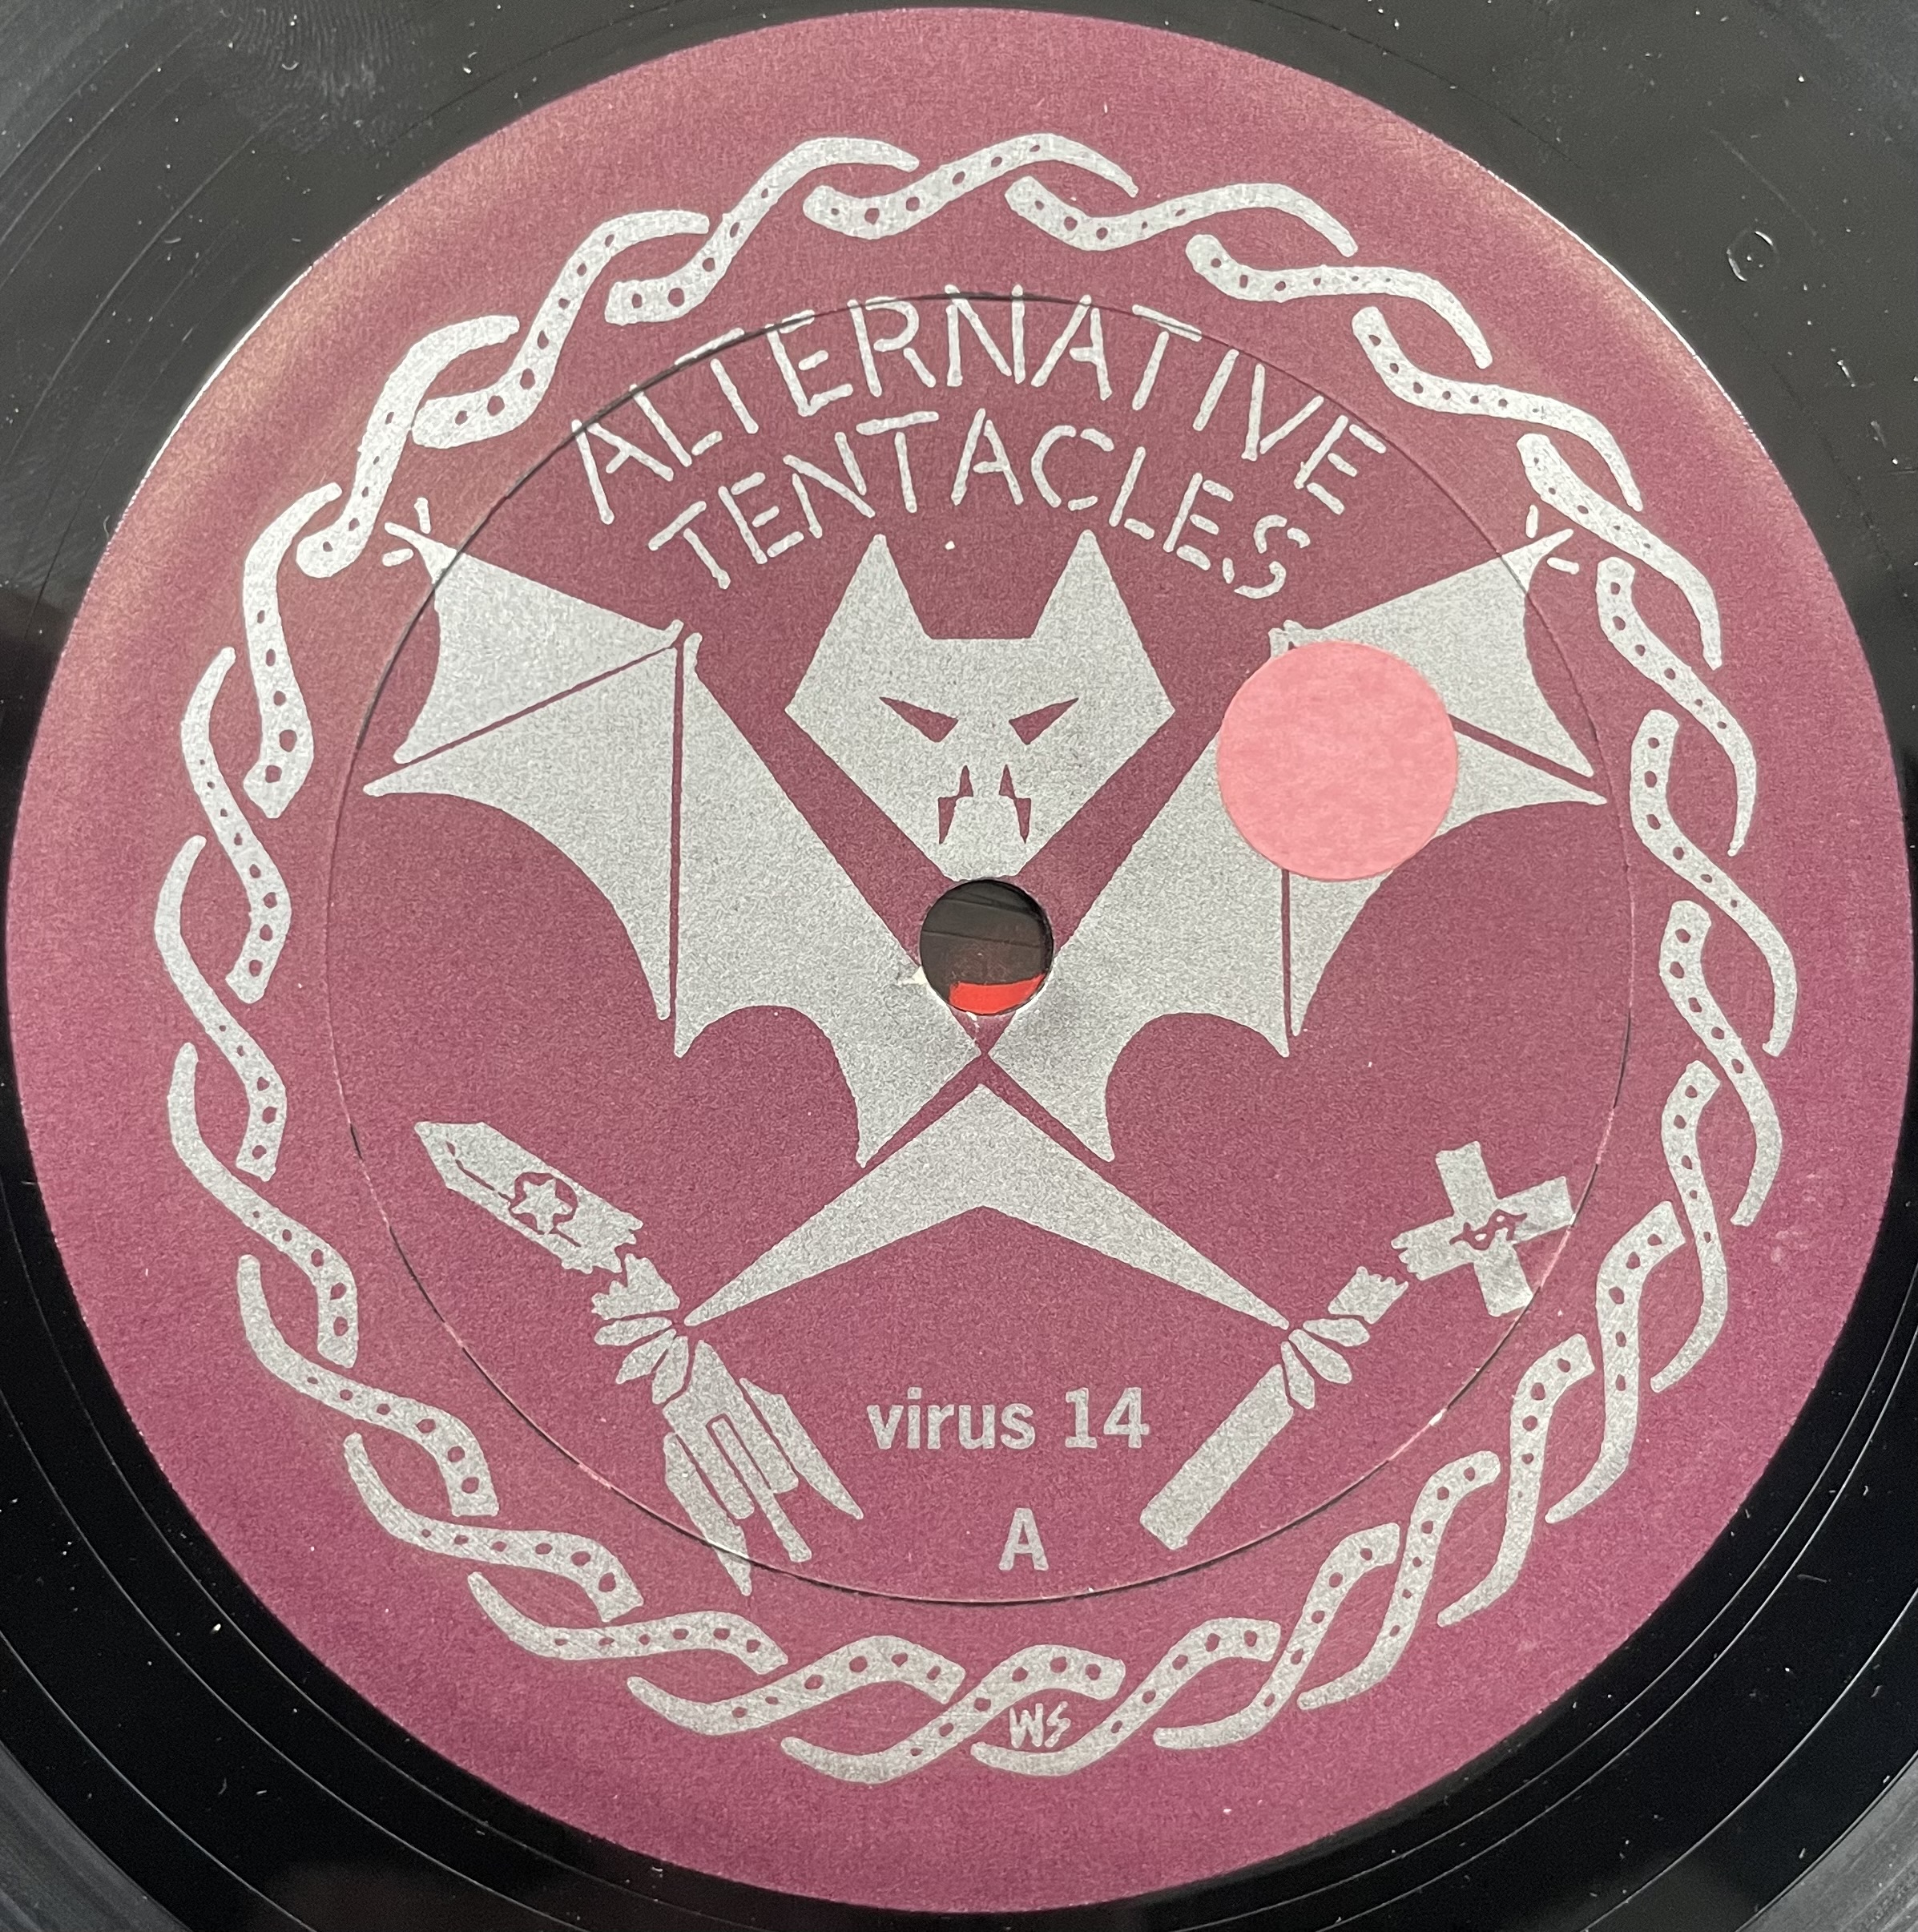 ALTERNATIVE
TENTACLES
$
virus 14
A
WS